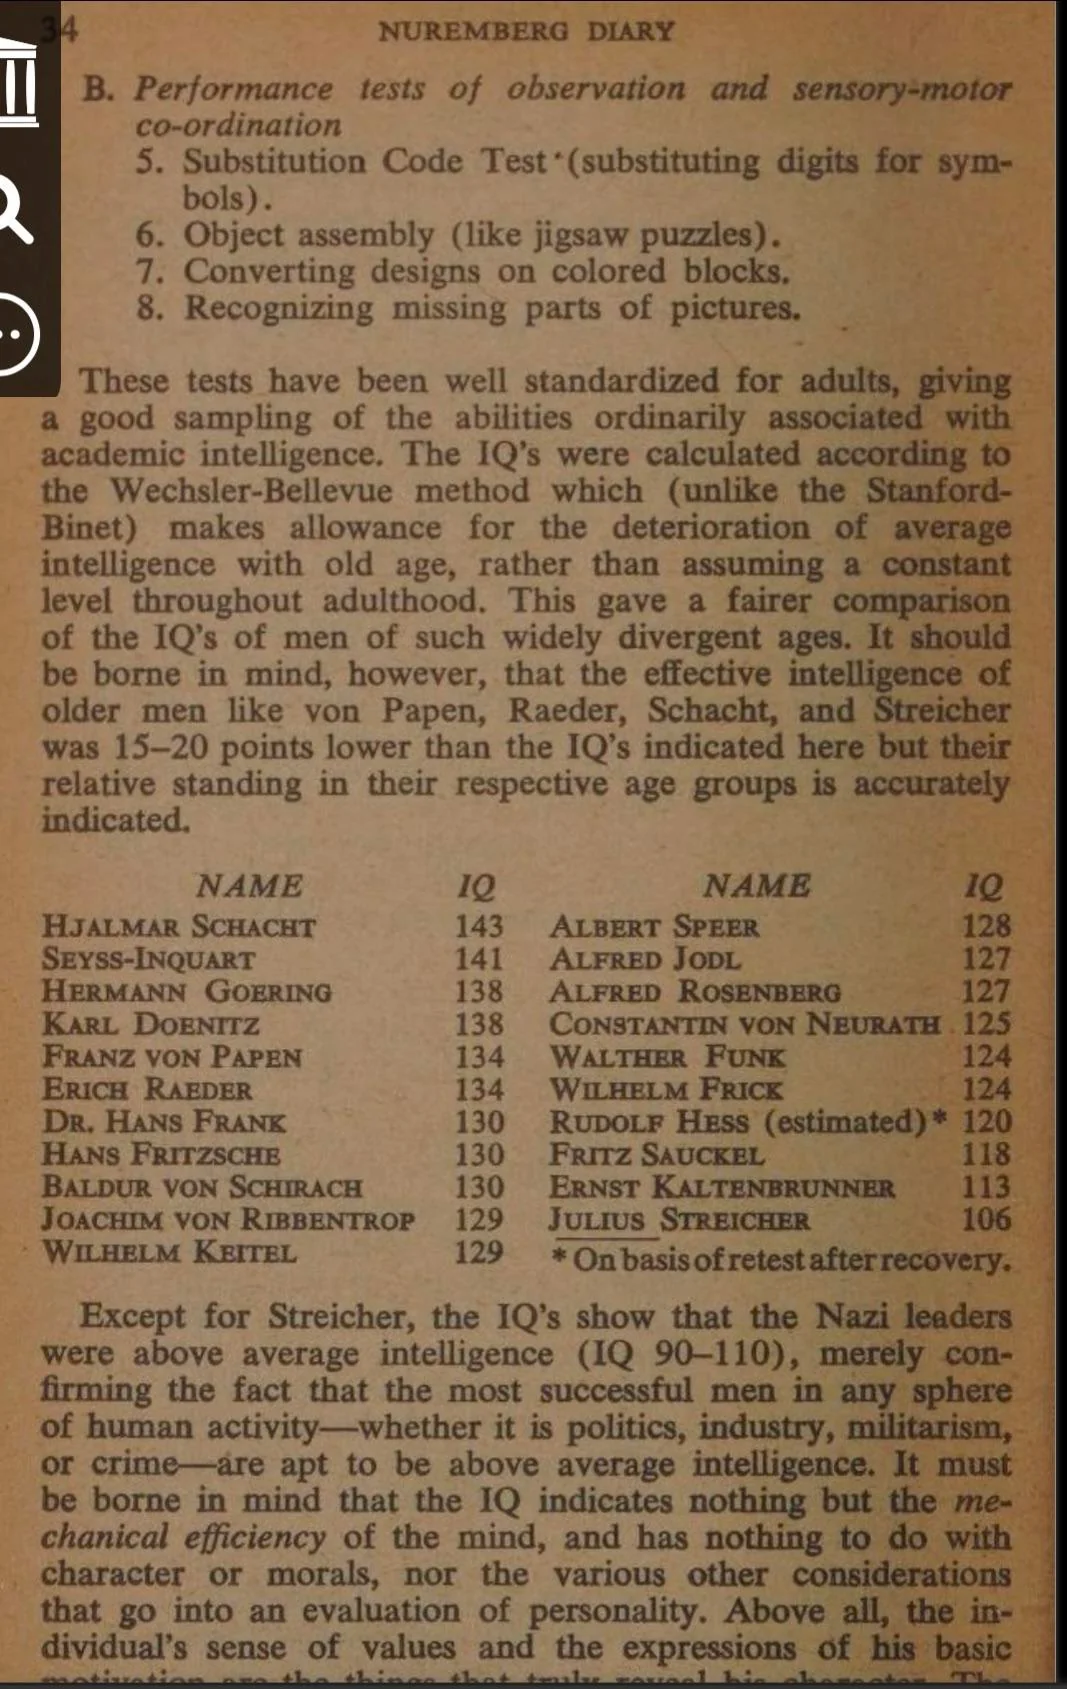 34 NUREMBERG DIARY
B. Performance tests of observation and sensory-motor
co-ordination
5. Substitution Code Test (substituting digits for sym-
bols).
6. Object assembly (like jigsaw puzzles).
7. Converting designs on colored blocks.
8. Recognizing missing parts of pictures.
These tests have been well standardized for adults, giving
a good sampling of the abilities ordinarily associated with
academic intelligence. The IQ's were calculated according to
the Wechsler-Bellevue method which (unlike the Stanford-
Binet) makes allowance for the deterioration of average
intelligence with old age, rather than assuming a constant
level throughout adulthood. This gave a fairer comparison
of the IQ's of men of such widely divergent ages. It should
be borne in mind, however, that the effective intelligence of
older men like von Papen, Raeder, Schacht, and Streicher
was 15–20 points lower than the IQ's indicated here but their
relative standing in their respective age groups is accurately
indicated.
NAME IQ NAME IQ
HJALMAR SCHACHT 143 ALBERT SPEER 128
SEYSS-INQUART 141 ALFRED JODL 127
HERMANN GOERING 138 ALFRED ROSENBERG 127
KARL DOENITZ 138 CONSTANTIN VON NEURATH 125
FRANZ VON PAPEN 134 WALTHER FUNK 124
ERICH RAEDER 134 WILHELM FRICK 124
DR. HANS FRANK 130 RUDOLF HESS (estimated)* 120
HANS FRITZSCHE 130 FRITZ SAUCKEL 118
BALDUR VON SCHIRACH 130 ERNST KALTENBRUNNER 113
JOACHIM VON RIBBENTROP 129 JULIUS STREICHER 106
WILHELM KEITEL 129 * On basis of retest after recovery.
Except for Streicher, the IQ's show that the Nazi leaders
were above average intelligence (IQ 90–110), merely con-
firming the fact that the most successful men in any sphere
of human activity—whether it is politics, industry, militarism,
or crime—are apt to be above average intelligence. It must
be borne in mind that the IQ indicates nothing but the me-
chanical efficiency of the mind, and has nothing to do with
character or morals, nor the various other considerations
that go into an evaluation of personality. Above all, the in-
dividual's sense of values and the expressions of his basic
motivation are the things that truly reveal his character. The